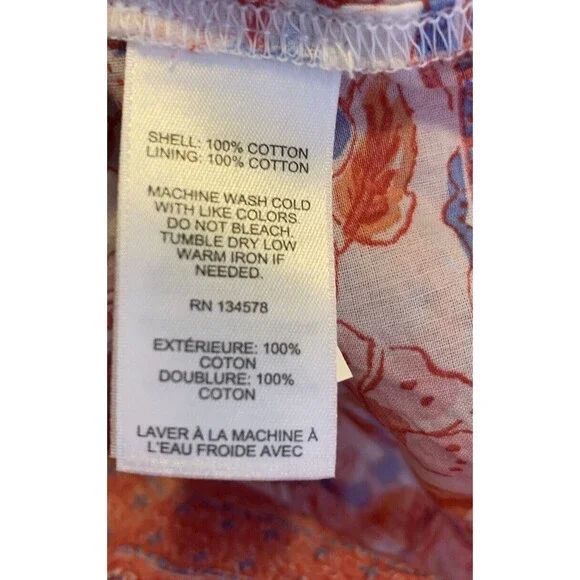 SHELL: 100% COTTON
LINING: 100% COTTON
MACHINE WASH COLD
WITH LIKE COLORS.
DO NOT BLEACH.
TUMBLE DRY LOW
WARM IRON IF
NEEDED.
RN 134578
EXTÉRIEURE: 100%
COTON
DOUBLURE: 100%
COTON
LAVER À LA MACHINE À
L'EAU FROIDE AVEC